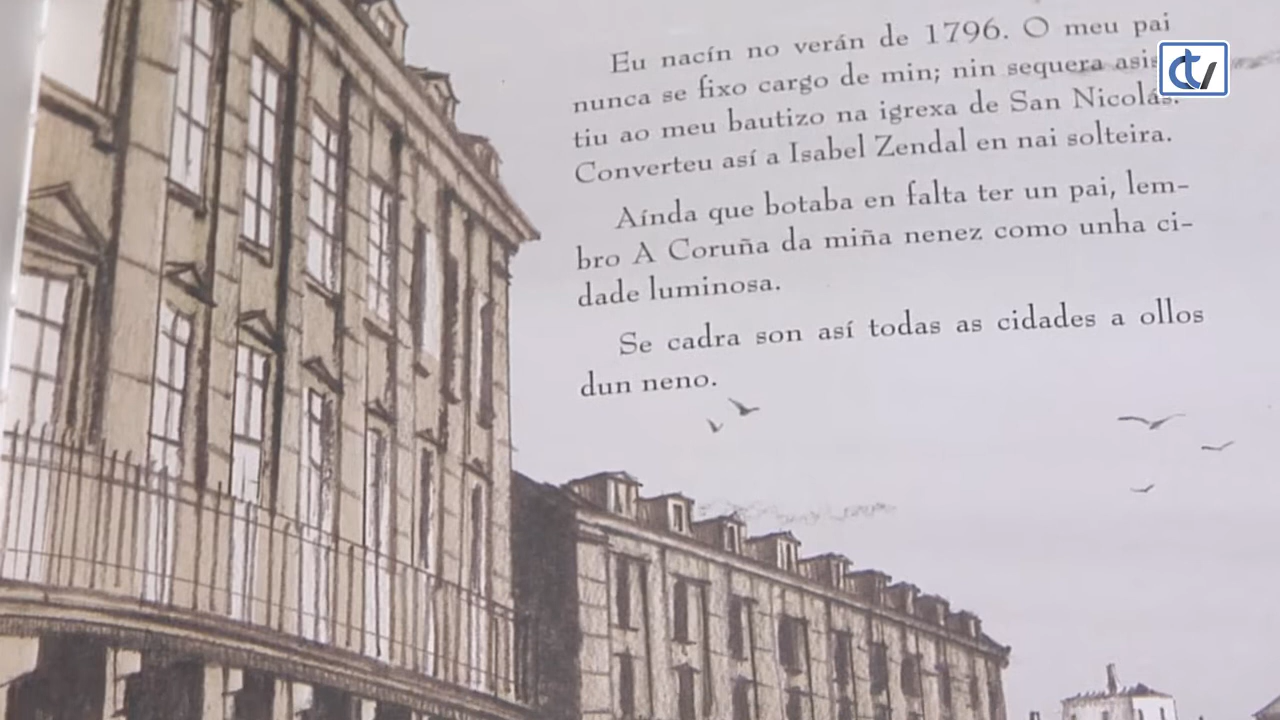 Eu nacín no verán de 1796. O meu pai
nunca se fixo cargo de min; nin sequera asis-
tiu ao meu bautizo na igrexa de San Nicolás.
Converteu así a Isabel Zendal en nai solteira.
Aínda que botaba en falta ter un pai, lem-
bro A Coruña da miña nenez como unha ci-
dade luminosa.
Se cadra son así todas as cidades a ollos
dun neno.
CTV